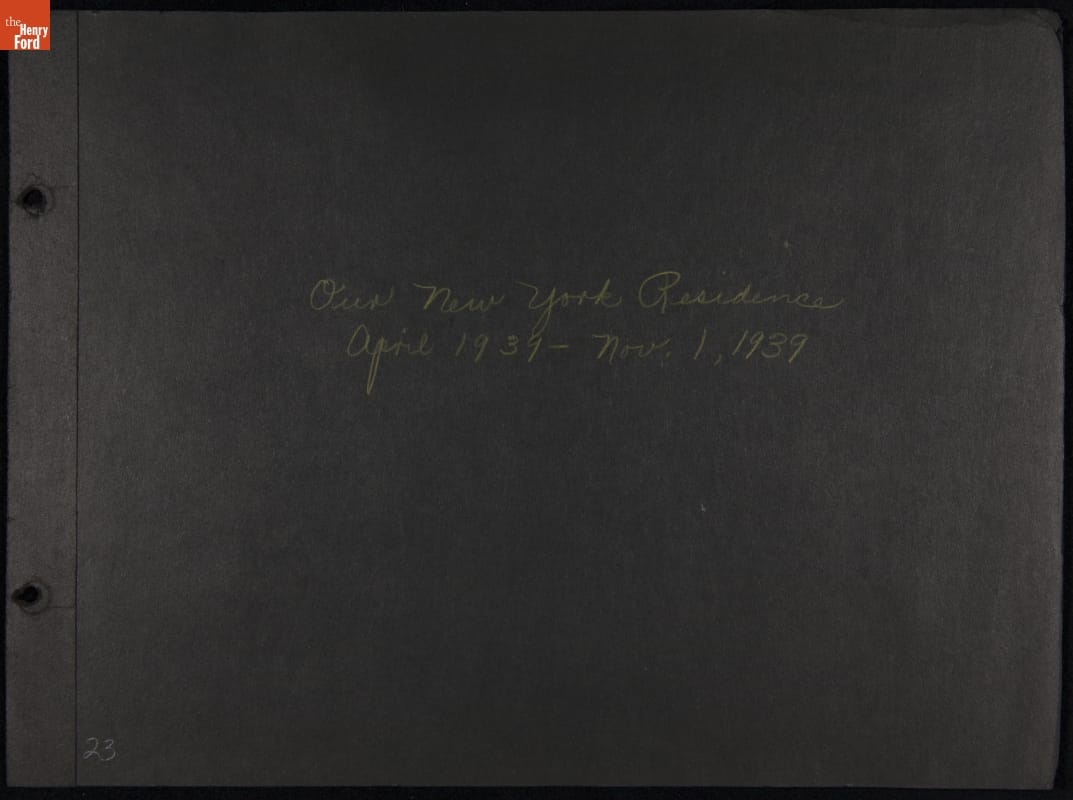 the
Henry
Ford
Our New York Residence
April 1939 - Nov. 1, 1939
23